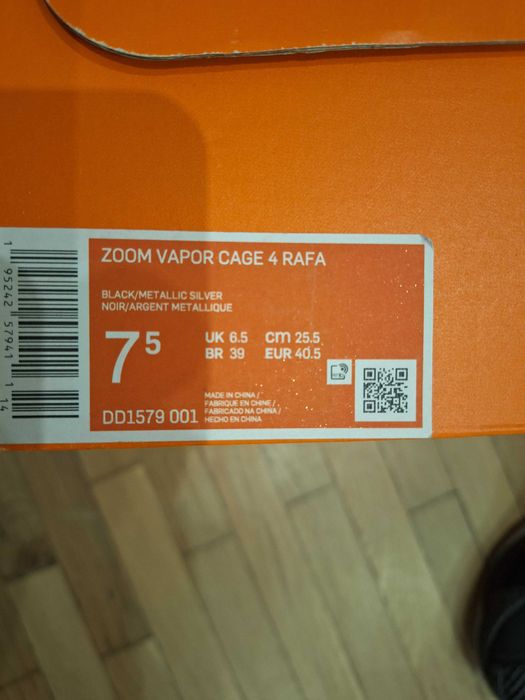 ZOOM VAPOR CAGE 4 RAFA
BLACK/METALLIC SILVER
NOIR/ARGENT METALLIQUE
7⁵
UK 6.5 cm 25.5
BR 39 EUR 40.5
MADE IN CHINA /
FABRIQUE EN CHINE /
FABRICADO NA CHINA /
HECHO EN CHINA
DD1579 001
1 95242 57941 1 14